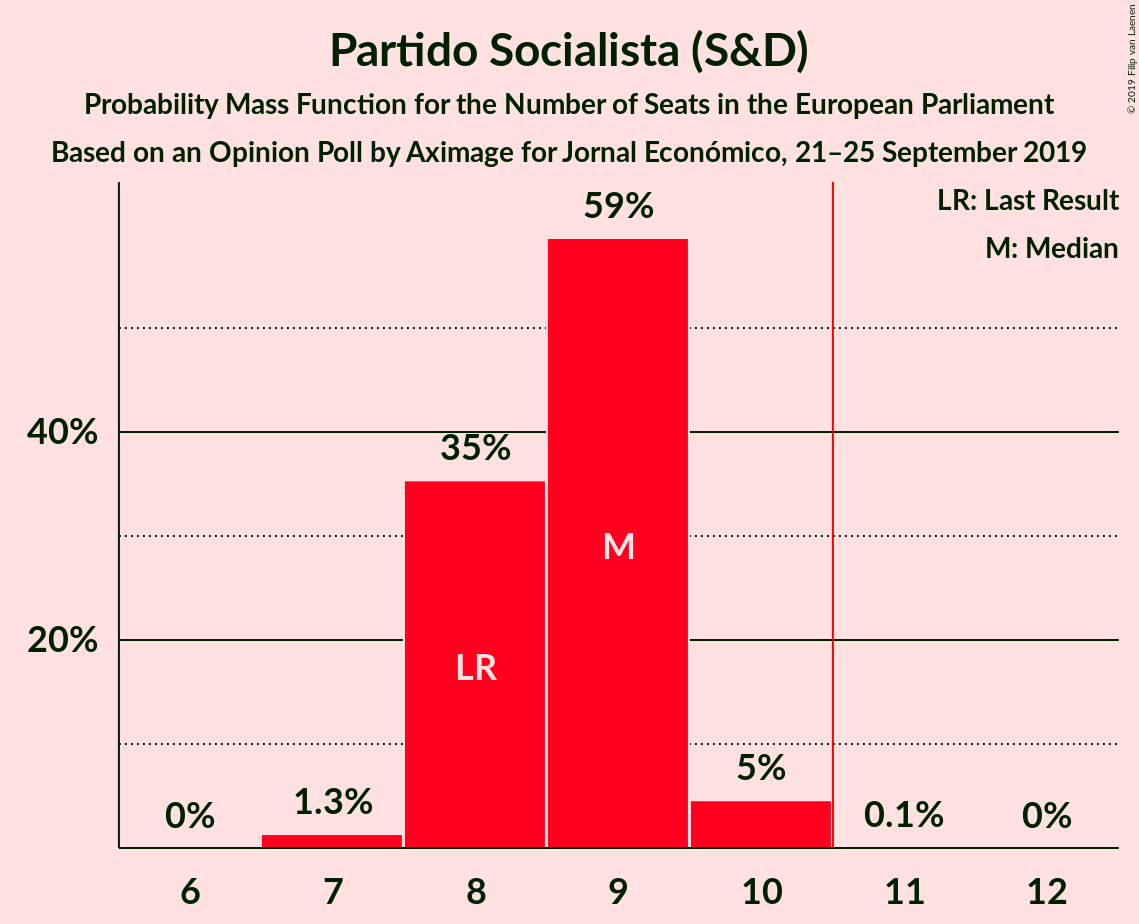 Partido Socialista (S&D)
Probability Mass Function for the Number of Seats in the European Parliament
Based on an Opinion Poll by Aximage for Jornal Económico, 21–25 September 2019
© 2019 Filip van Laenen
LR: Last Result
M: Median
59%
40%
35%
M
20%
LR
5%
1.3%
0%
0.1%
0%
6 7 8 9 10 11 12